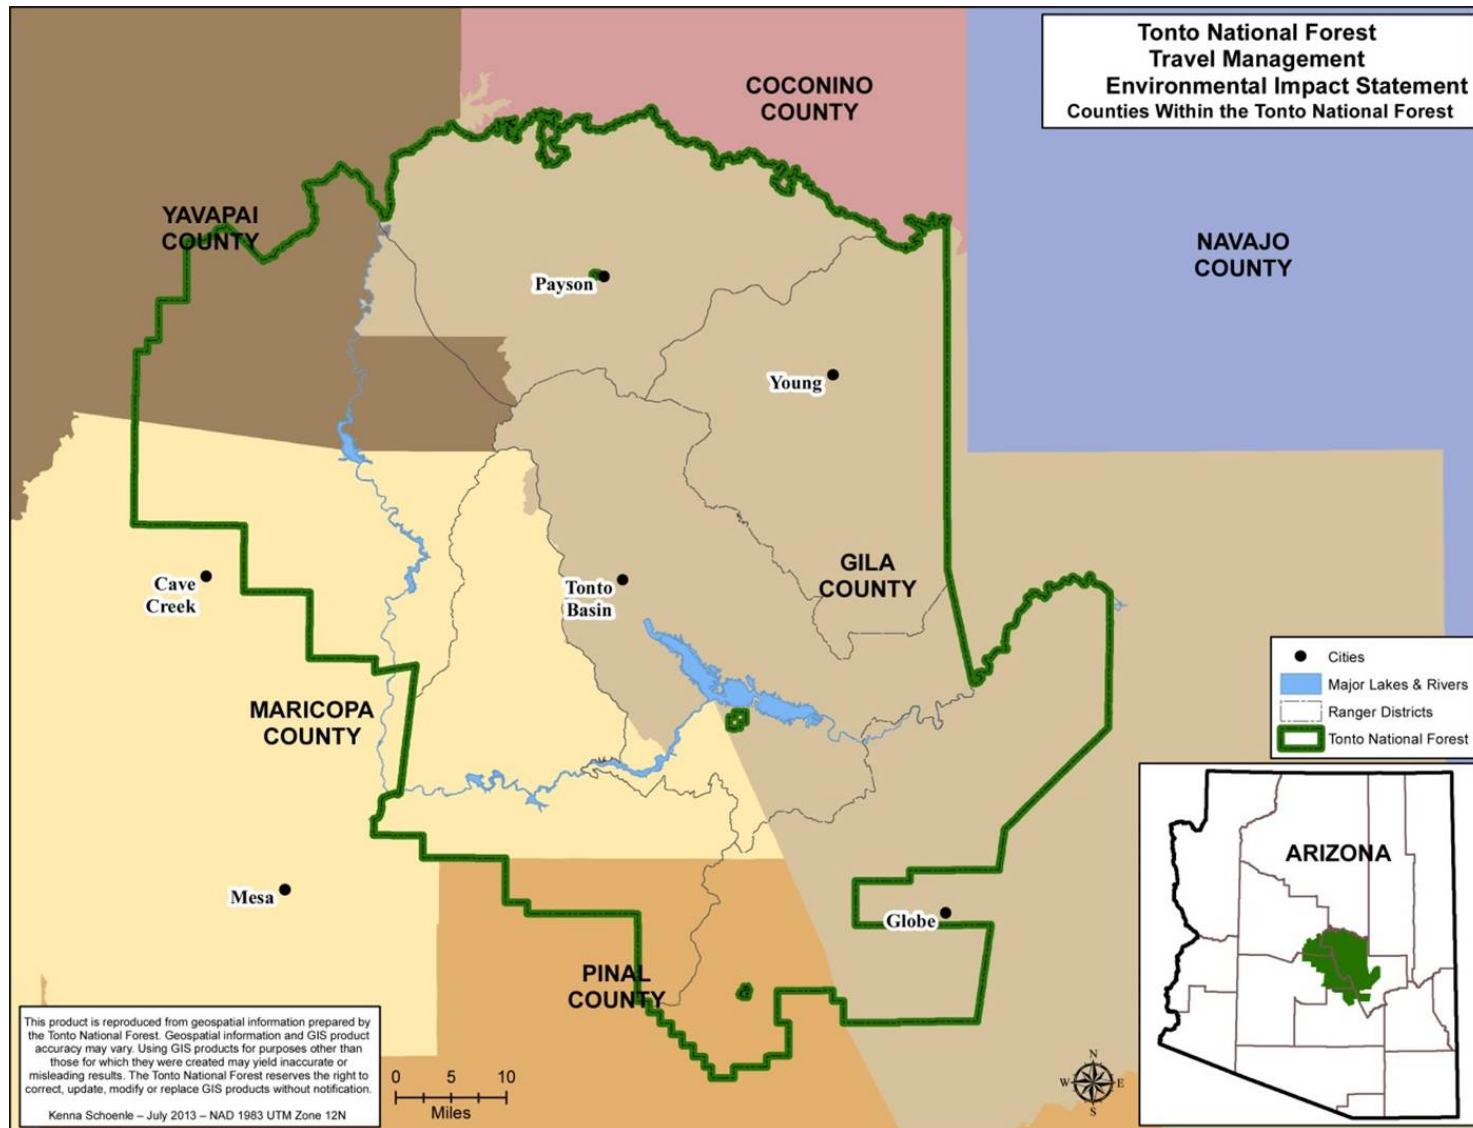 Tonto National Forest
Travel Management
Environmental Impact Statement
Counties Within the Tonto National Forest
COCONINO
COUNTY
YAVAPAI
COUNTY
NAVAJO
COUNTY
Payson
Young
GILA
COUNTY
Cave
Creek
Tonto
Basin
MARICOPA
COUNTY
Mesa
Globe
PINAL
COUNTY
Cities
Major Lakes & Rivers
Ranger Districts
Tonto National Forest
ARIZONA
This product is reproduced from geospatial information prepared by
the Tonto National Forest. Geospatial information and GIS product
accuracy may vary. Using GIS products for purposes other than
those for which they were created may yield inaccurate or
misleading results. The Tonto National Forest reserves the right to
correct, update, modify or replace GIS products without notification.
Kenna Schoenle – July 2013 – NAD 1983 UTM Zone 12N
0 5 10
Miles
N
W E
S